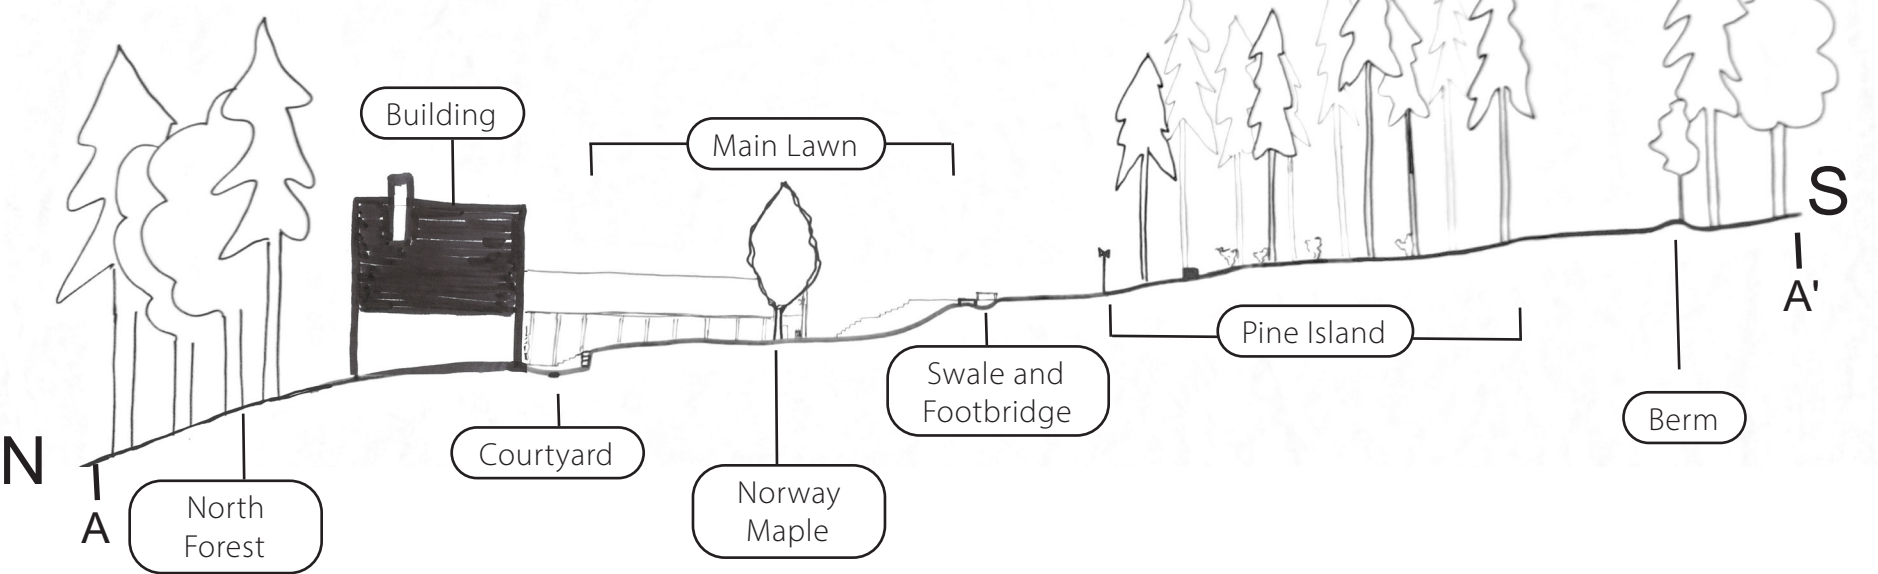 Building
Main Lawn
S
A'
Pine Island
Swale and
Footbridge
Berm
Courtyard
N
A
North
Forest
Norway
Maple